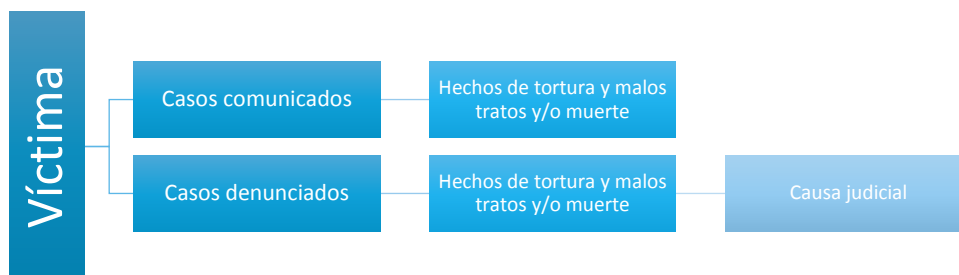 Víctima
Casos comunicados
Hechos de tortura y malos
tratos y/o muerte
Casos denunciados
Hechos de tortura y malos
tratos y/o muerte
Causa judicial